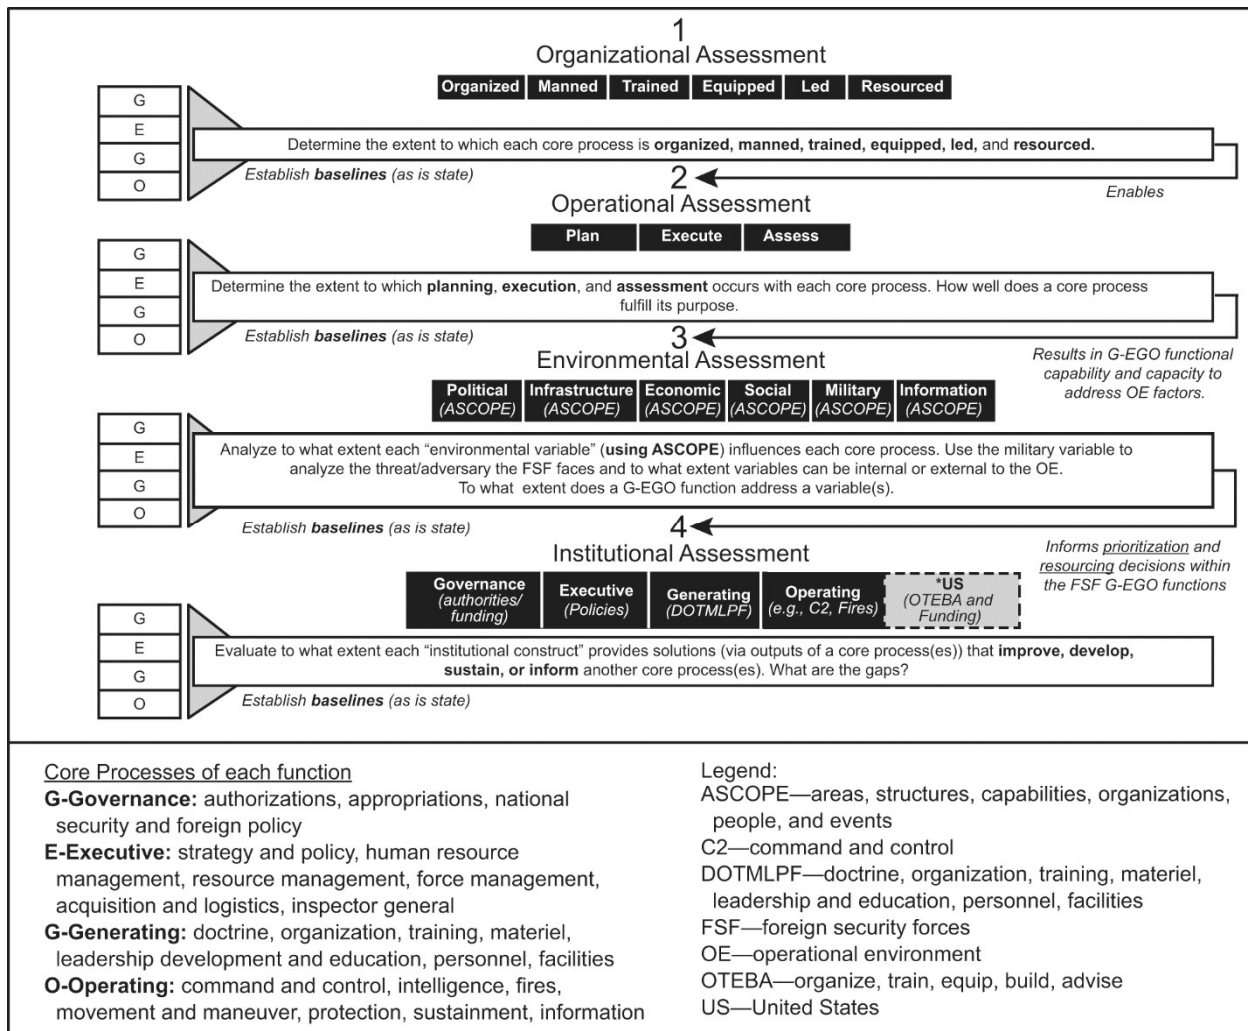 1
Organizational Assessment
Organized Manned Trained Equipped Led Resourced
G
E
G
O
Determine the extent to which each core process is organized, manned, trained, equipped, led, and resourced.
Establish baselines (as is state)
Enables
2
Operational Assessment
Plan Execute Assess
G
E
G
O
Determine the extent to which planning, execution, and assessment occurs with each core process. How well does a core process
fulfill its purpose.
Establish baselines (as is state)
Results in G-EGO functional
capability and capacity to
address OE factors.
3
Environmental Assessment
Political Infrastructure Economic Social Military Information
(ASCOPE) (ASCOPE) (ASCOPE) (ASCOPE) (ASCOPE) (ASCOPE)
G
E
G
O
Analyze to what extent each “environmental variable” (using ASCOPE) influences each core process. Use the military variable to
analyze the threat/adversary the FSF faces and to what extent variables can be internal or external to the OE.
To what extent does a G-EGO function address a variable(s).
Establish baselines (as is state)
Informs prioritization and
resourcing decisions within
the FSF G-EGO functions
4
Institutional Assessment
Governance
(authorities/
funding)
Executive
(Policies)
Generating
(DOTMLPF)
Operating
(e.g., C2, Fires)
*US
(OTEBA and
Funding)
G
E
G
O
Evaluate to what extent each “institutional construct” provides solutions (via outputs of a core process(es)) that improve, develop,
sustain, or inform another core process(es). What are the gaps?
Establish baselines (as is state)
Core Processes of each function
G-Governance: authorizations, appropriations, national
security and foreign policy
E-Executive: strategy and policy, human resource
management, resource management, force management,
acquisition and logistics, inspector general
G-Generating: doctrine, organization, training, materiel,
leadership development and education, personnel, facilities
O-Operating: command and control, intelligence, fires,
movement and maneuver, protection, sustainment, information
Legend:
ASCOPE—areas, structures, capabilities, organizations,
people, and events
C2—command and control
DOTMLPF—doctrine, organization, training, materiel,
leadership and education, personnel, facilities
FSF—foreign security forces
OE—operational environment
OTEBA—organize, train, equip, build, advise
US—United States